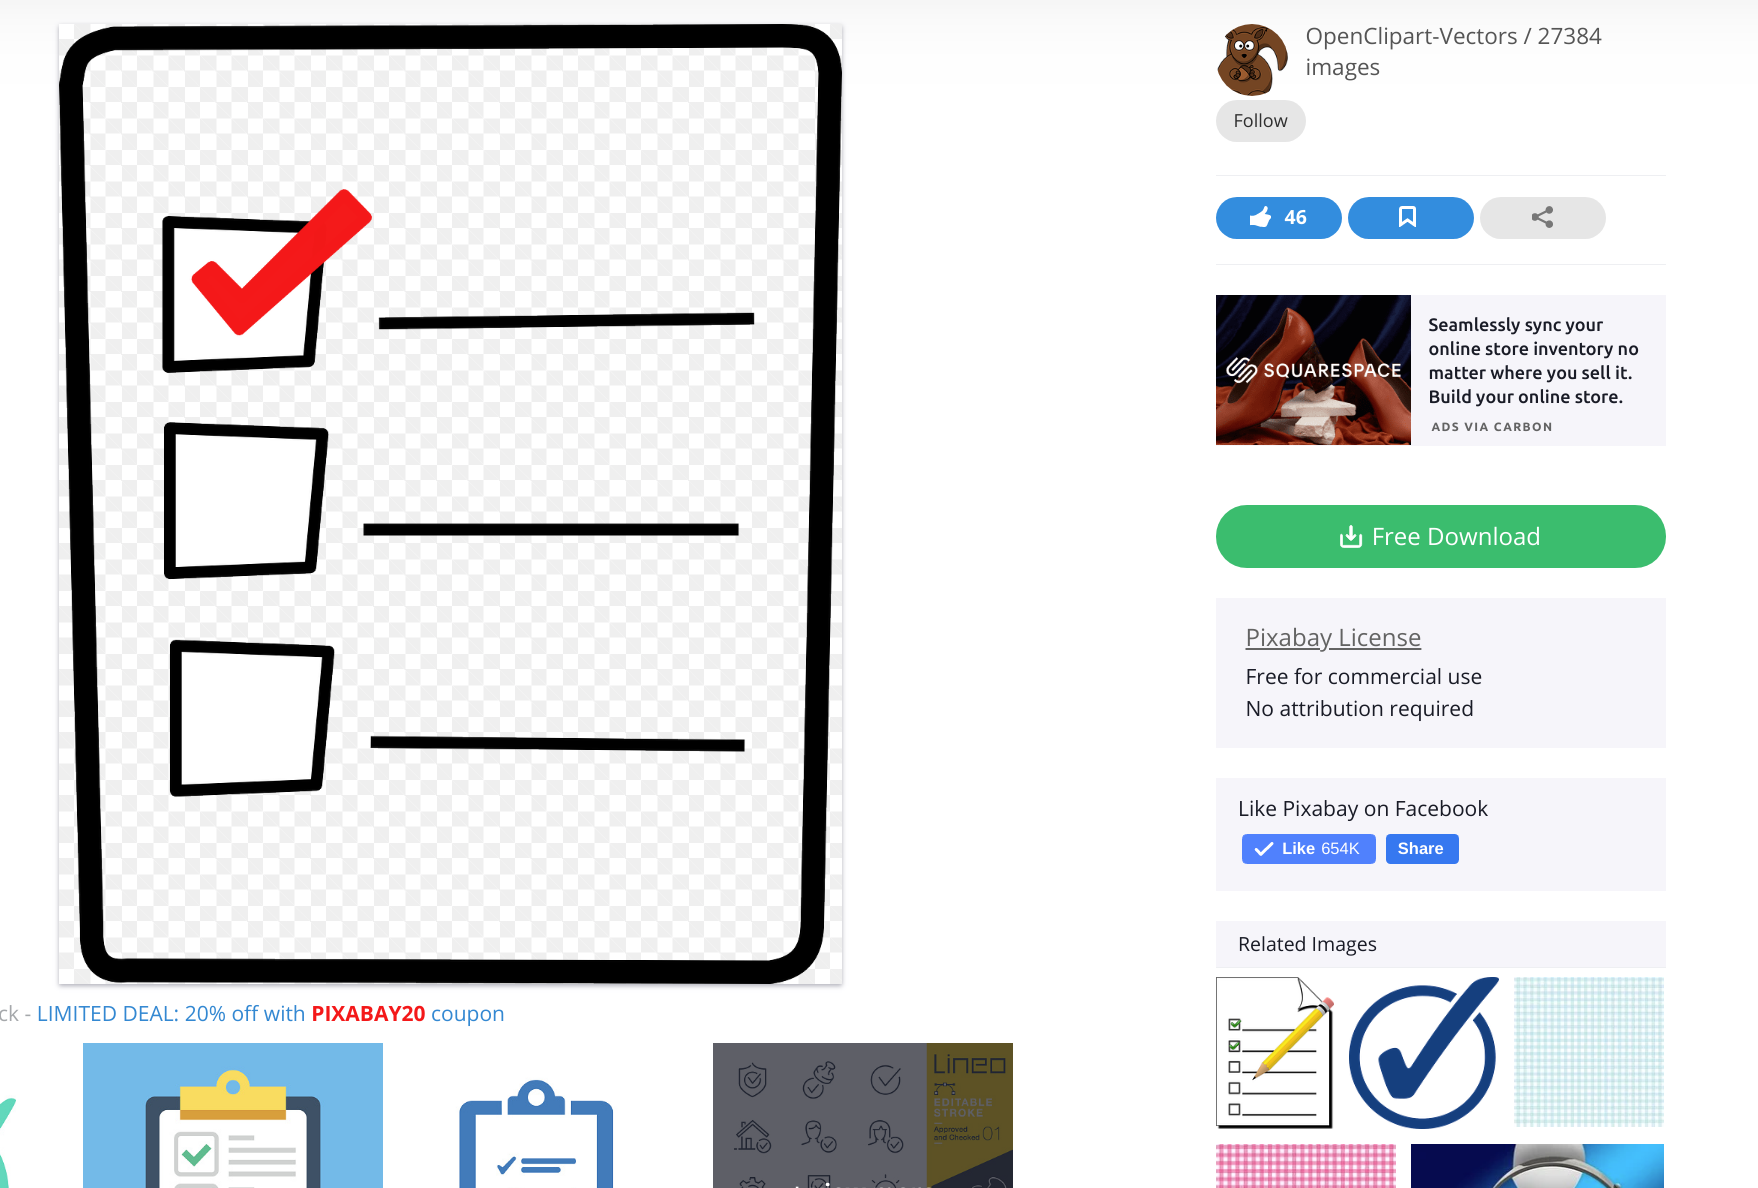 OpenClipart-Vectors / 27384
images
Follow
46
SQUARESPACE
Seamlessly sync your
online store inventory no
matter where you sell it.
Build your online store.
ADS VIA CARBON
Free Download
Pixabay License
Free for commercial use
No attribution required
Like Pixabay on Facebook
Like 654K Share
Related Images
ck - LIMITED DEAL: 20% off with PIXABAY20 coupon
Lineo
EDITABLE
STROKE
Approved
and Checked 01